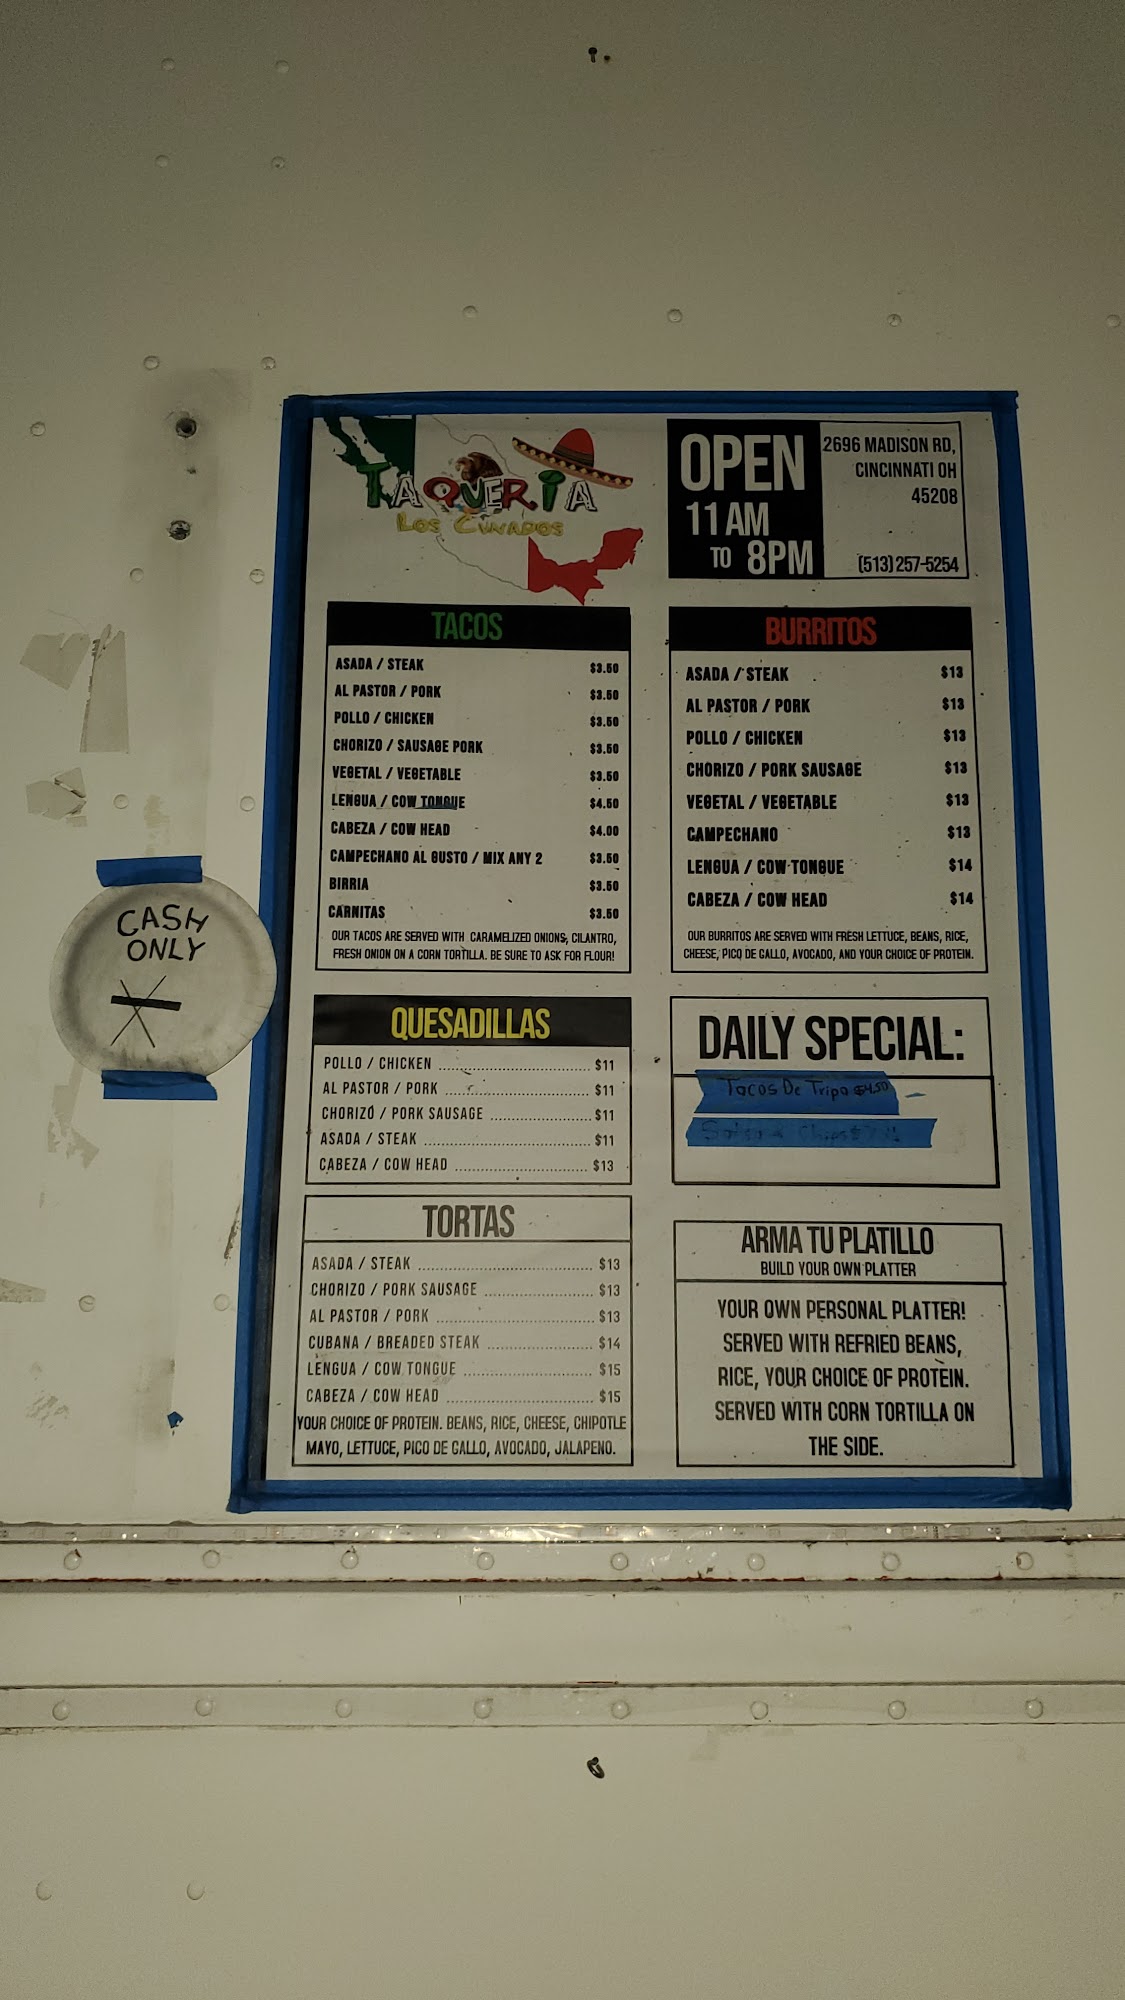 TAQUERIA
LOS CUNADOS
OPEN
11 AM
TO 8PM
2696 MADISON RD,
CINCINNATI OH
45208
(513) 257-5254
TACOS
ASADA / STEAK $3.50
AL PASTOR / PORK $3.50
POLLO / CHICKEN $3.50
CHORIZO / SAUSAGE PORK $3.50
VEGETAL / VEGETABLE $3.50
LENGUA / COW TONGUE $4.50
CABEZA / COW HEAD $4.00
CAMPECHANO AL GUSTO / MIX ANY 2 $3.50
BIRRIA $3.50
CARNITAS $3.50
OUR TACOS ARE SERVED WITH CARAMELIZED ONIONS, CILANTRO,
FRESH ONION ON A CORN TORTILLA. BE SURE TO ASK FOR FLOUR!
BURRITOS
ASADA / STEAK $13
AL PASTOR / PORK $13
POLLO / CHICKEN $13
CHORIZO / PORK SAUSAGE $13
VEGETAL / VEGETABLE $13
CAMPECHANO $13
LENGUA / COW TONGUE $14
CABEZA / COW HEAD $14
OUR BURRITOS ARE SERVED WITH FRESH LETTUCE, BEANS, RICE,
CHEESE, PICO DE GALLO, AVOCADO, AND YOUR CHOICE OF PROTEIN.
CASH
ONLY
QUESADILLAS
POLLO / CHICKEN $11
AL PASTOR / PORK $11
CHORIZO / PORK SAUSAGE $11
ASADA / STEAK $11
CABEZA / COW HEAD $13
DAILY SPECIAL:
Tacos De Tripa $4.50
TORTAS
ASADA / STEAK $13
CHORIZO / PORK SAUSAGE $13
AL PASTOR / PORK $13
CUBANA / BREADED STEAK $14
LENGUA / COW TONGUE $15
CABEZA / COW HEAD $15
YOUR CHOICE OF PROTEIN. BEANS, RICE, CHEESE, CHIPOTLE
MAYO, LETTUCE, PICO DE GALLO, AVOCADO, JALAPENO.
ARMA TU PLATILLO
BUILD YOUR OWN PLATTER
YOUR OWN PERSONAL PLATTER!
SERVED WITH REFRIED BEANS,
RICE, YOUR CHOICE OF PROTEIN.
SERVED WITH CORN TORTILLA ON
THE SIDE.